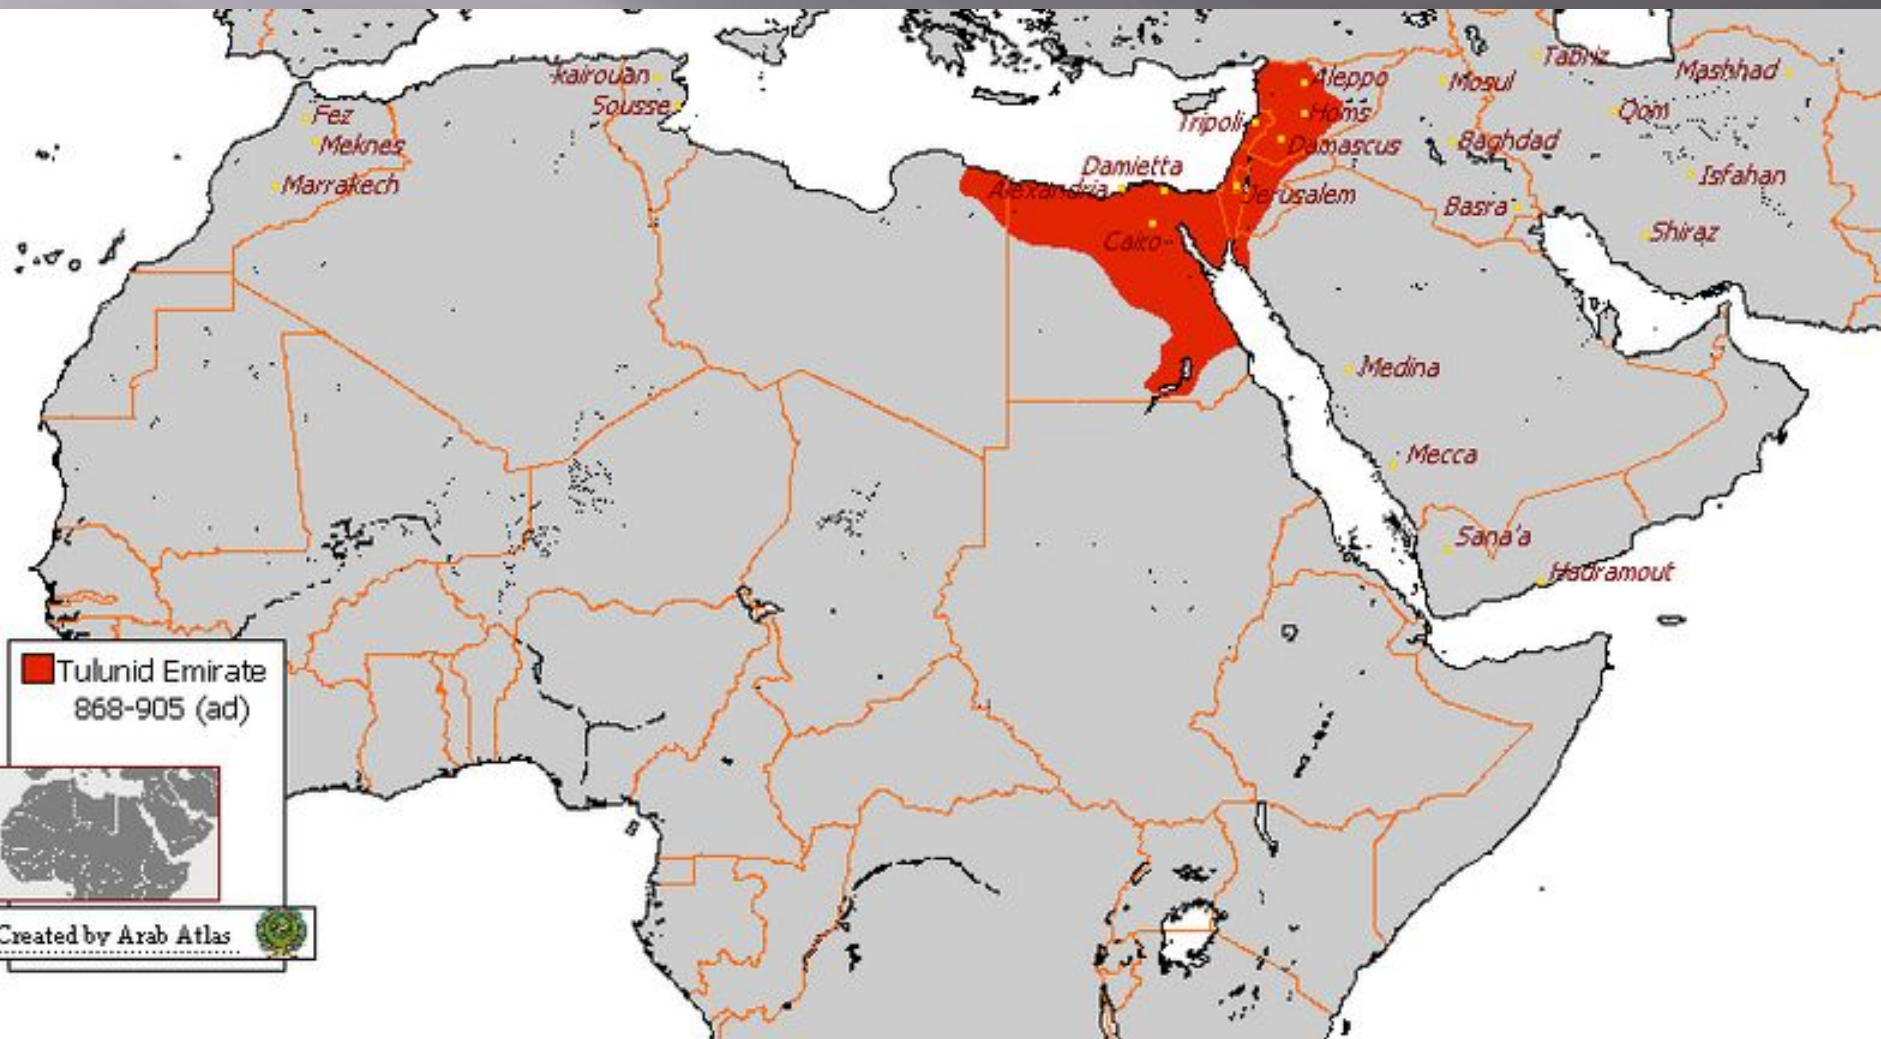 Tabriz
Mashhad
kairouan
Aleppo
Mosul
Sousse
Fez
Homs
Qom
Tripoli
Meknes
Damascus
Baghdad
Damietta
Isfahan
Marrakech
Alexandria
Jerusalem
Basra
Shiraz
Cairo
Medina
Mecca
Sana'a
Hadramout
Tulunid Emirate
868-905 (ad)
Created by Arab Atlas